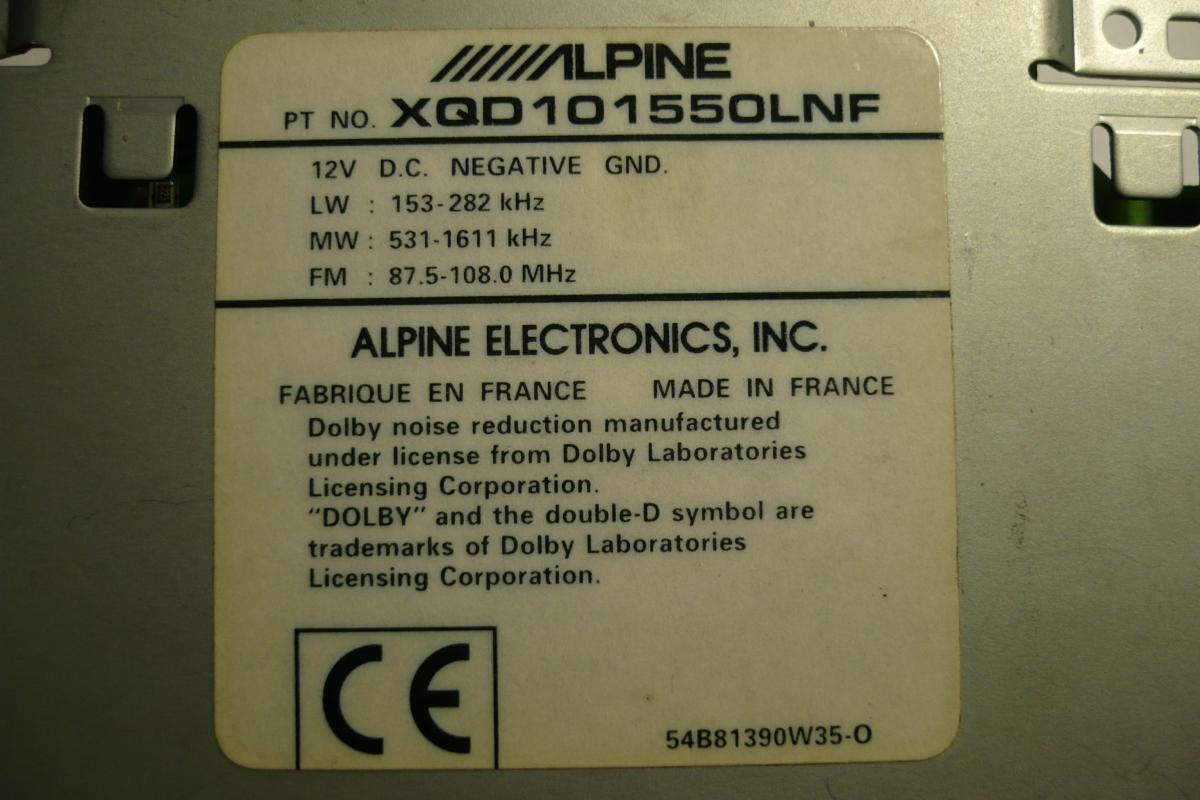 ALPINE
PT NO. XQD101550LNF
12V D.C. NEGATIVE GND.
LW : 153-282 kHz
MW : 531-1611 kHz
FM : 87.5-108.0 MHz
ALPINE ELECTRONICS, INC.
FABRIQUE EN FRANCE MADE IN FRANCE
Dolby noise reduction manufactured
under license from Dolby Laboratories
Licensing Corporation.
"DOLBY" and the double-D symbol are
trademarks of Dolby Laboratories
Licensing Corporation.
CE
54B81390W35-O